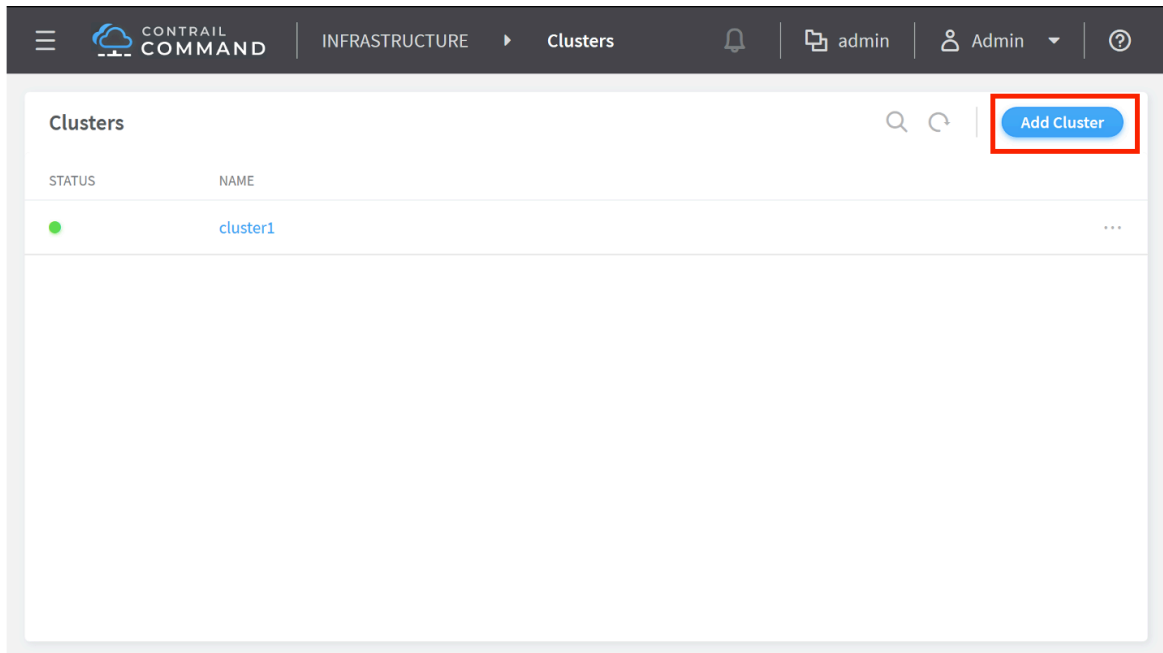 CONTRAIL
COMMAND
INFRASTRUCTURE
Clusters
admin
Admin
Clusters
Add Cluster
STATUS
NAME
cluster1